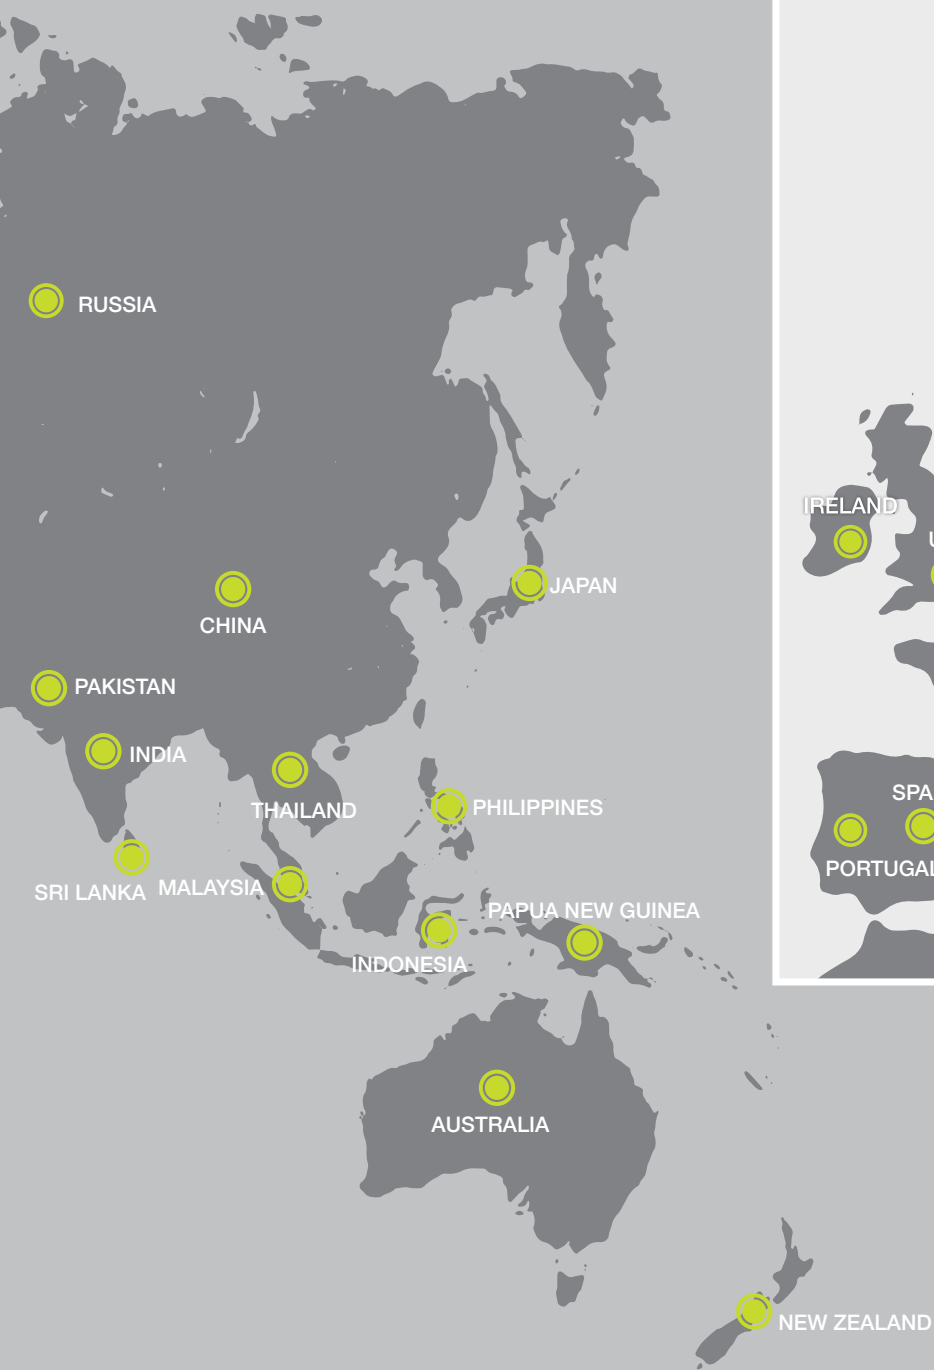 RUSSIA
IRELAND
JAPAN
CHINA
PAKISTAN
INDIA
SPA
THAILAND
PHILIPPINES
PORTUGAL
SRI LANKA
MALAYSIA
PAPUA NEW GUINEA
INDONESIA
AUSTRALIA
NEW ZEALAND